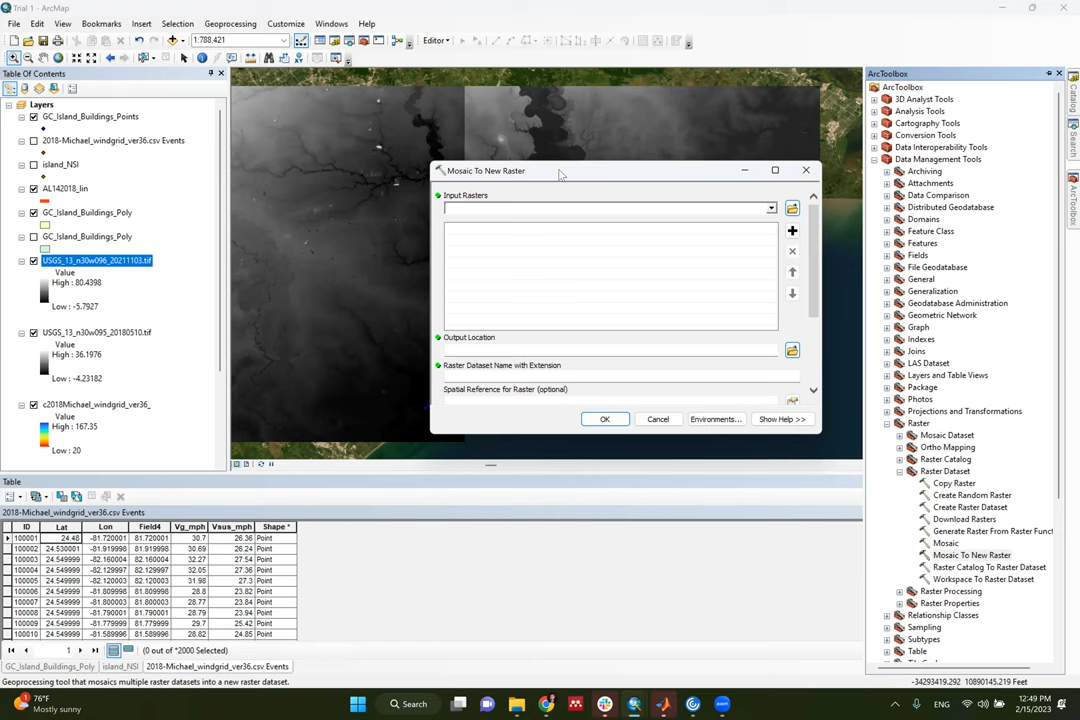 Trial 1 - ArcMap
File Edit View Bookmarks Insert Selection Geoprocessing Customize Windows Help
1:788,421
Editor
Table Of Contents
Layers
GC_Island_Buildings_Points
2018-Michael_windgrid_ver36.csv Events
island_NSI
AL142018_lin
GC_Island_Buildings_Poly
GC_Island_Buildings_Poly
USGS_13_n30w096_20211103.tif
Value
High : 80.4398
Low : -5.7927
USGS_13_n30w095_20180510.tif
Value
High : 36.1976
Low : -4.23182
c2018Michael_windgrid_ver36_
Value
High : 167.35
Low : 20
Mosaic To New Raster
Input Rasters
Output Location
Raster Dataset Name with Extension
Spatial Reference for Raster (optional)
OK Cancel Environments... Show Help >>
ArcToolbox
ArcToolbox
3D Analyst Tools
Analysis Tools
Cartography Tools
Conversion Tools
Data Interoperability Tools
Data Management Tools
Archiving
Attachments
Data Comparison
Distributed Geodatabase
Domains
Feature Class
Features
Fields
File Geodatabase
General
Generalization
Geodatabase Administration
Geometric Network
Graph
Indexes
Joins
LAS Dataset
Layers and Table Views
Package
Photos
Projections and Transformations
Raster
Mosaic Dataset
Ortho Mapping
Raster Catalog
Raster Dataset
Copy Raster
Create Random Raster
Create Raster Dataset
Download Rasters
Generate Raster From Raster Funct
Mosaic
Mosaic To New Raster
Raster Catalog To Raster Dataset
Workspace To Raster Dataset
Raster Processing
Raster Properties
Relationship Classes
Sampling
Subtypes
Table
Catalog
Search
ArcToolbox
Table
2018-Michael_windgrid_ver36.csv Events
ID Lat Lon Field4 Vg_mph Vsus_mph Shape *
100001 24.48 -81.720001 81.720001 30.7 26.36 Point
100002 24.530001 -81.919998 81.919998 30.69 26.24 Point
100003 24.549999 -82.160004 82.160004 32.27 27.54 Point
100004 24.549999 -82.129997 82.129997 32.05 27.36 Point
100005 24.549999 -82.120003 82.120003 31.98 27.3 Point
100006 24.549999 -81.809998 81.809998 28.8 23.82 Point
100007 24.549999 -81.800003 81.800003 28.77 23.84 Point
100008 24.549999 -81.790001 81.790001 28.79 23.94 Point
100009 24.549999 -81.779999 81.779999 29.7 25.42 Point
100010 24.549999 -81.589996 81.589996 28.82 24.85 Point
1 (0 out of *2000 Selected)
GC_Island_Buildings_Poly island_NSI 2018-Michael_windgrid_ver36.csv Events
Geoprocessing tool that mosaics multiple raster datasets into a new raster dataset.
-34293419.292 10890145.219 Feet
76°F
Mostly sunny
Search
ENG
12:49 PM
2/15/2023